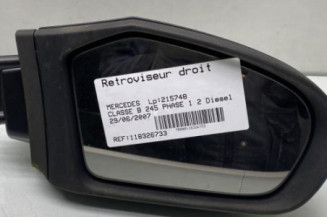 Retroviseur droit
MERCEDES Lp:215748
CLASSE B 245 PHASE 1 2 Diesel
29/06/2007
REF:118326733